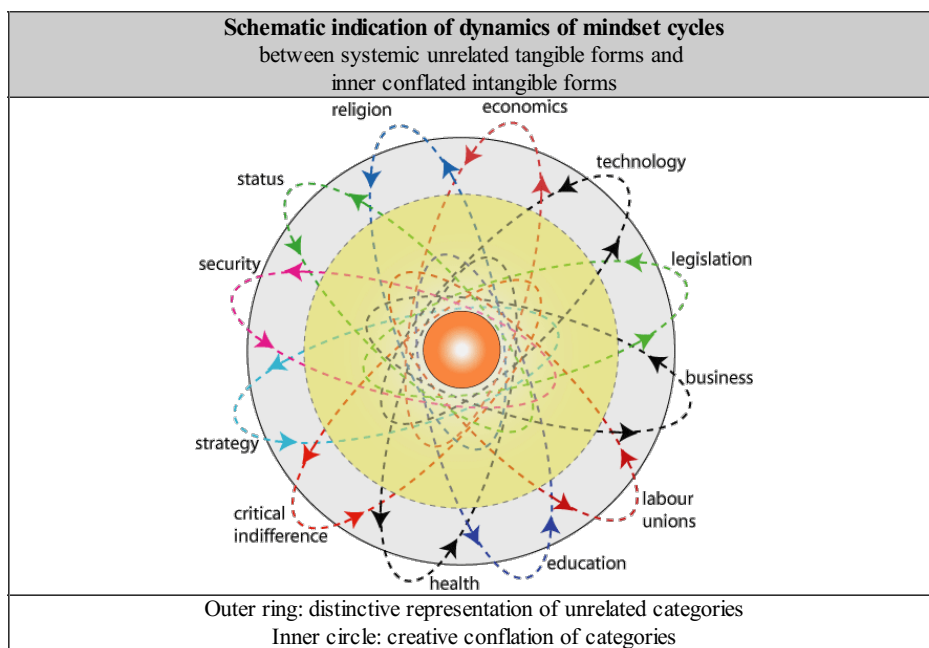 Schematic indication of dynamics of mindset cycles
between systemic unrelated tangible forms and
inner conflated intangible forms
religion
economics
technology
status
security
legislation
business
strategy
critical
indifference
labour
unions
education
health
Outer ring: distinctive representation of unrelated categories
Inner circle: creative conflation of categories